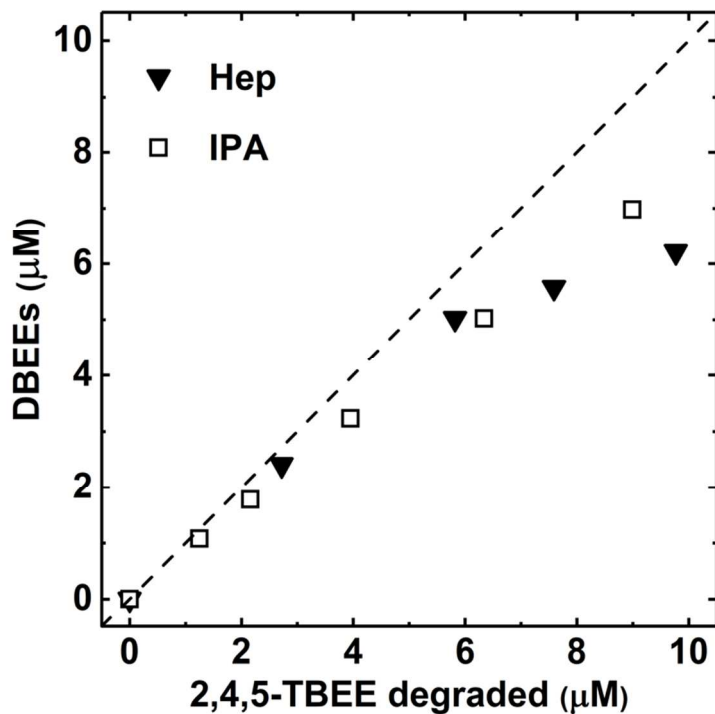 10
8
6
4
2
0
DBEEs (μM)
Hep
IPA
0 2 4 6 8 10
2,4,5-TBEE degraded (μM)